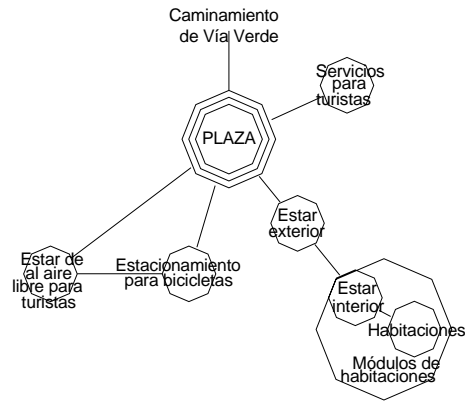 Caminamiento
de Vía Verde
Servicios
para
turistas
PLAZA
Estar
exterior
Estar de
al aire
libre para
turistas
Estacionamiento
para bicicletas
Estar
interior
Habitaciones
Módulos de
habitaciones